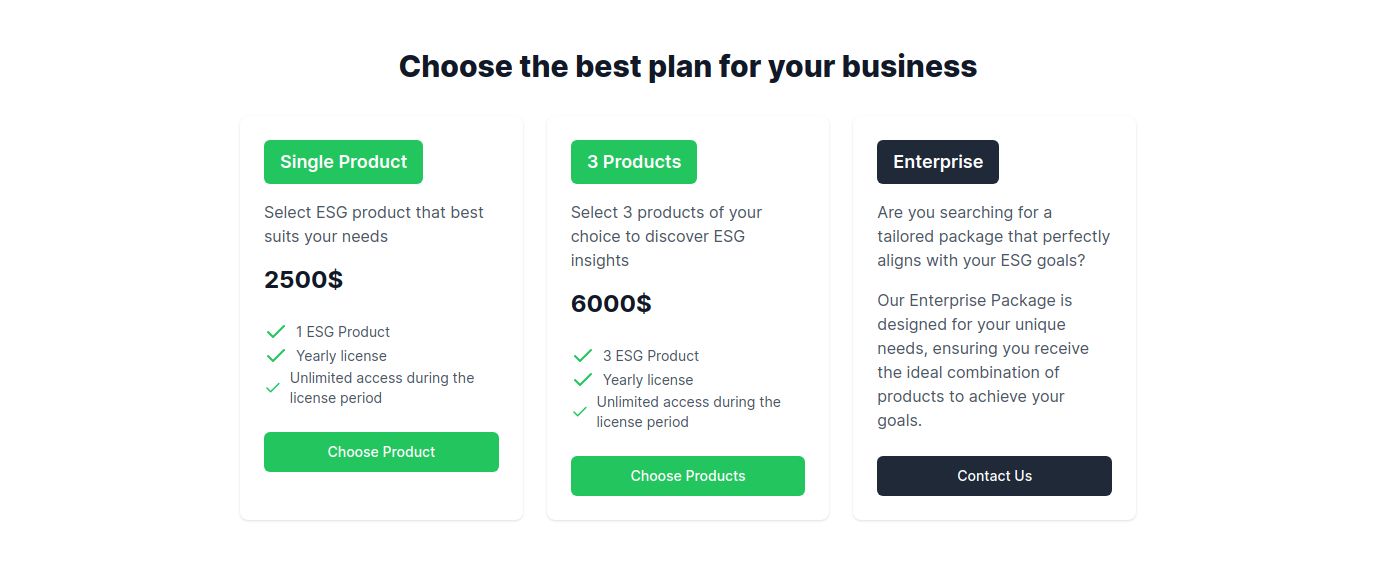 Choose the best plan for your business
Single Product
Select ESG product that best
suits your needs
2500$
1 ESG Product
Yearly license
Unlimited access during the
license period
Choose Product
3 Products
Select 3 products of your
choice to discover ESG
insights
6000$
3 ESG Product
Yearly license
Unlimited access during the
license period
Choose Products
Enterprise
Are you searching for a
tailored package that perfectly
aligns with your ESG goals?
Our Enterprise Package is
designed for your unique
needs, ensuring you receive
the ideal combination of
products to achieve your
goals.
Contact Us